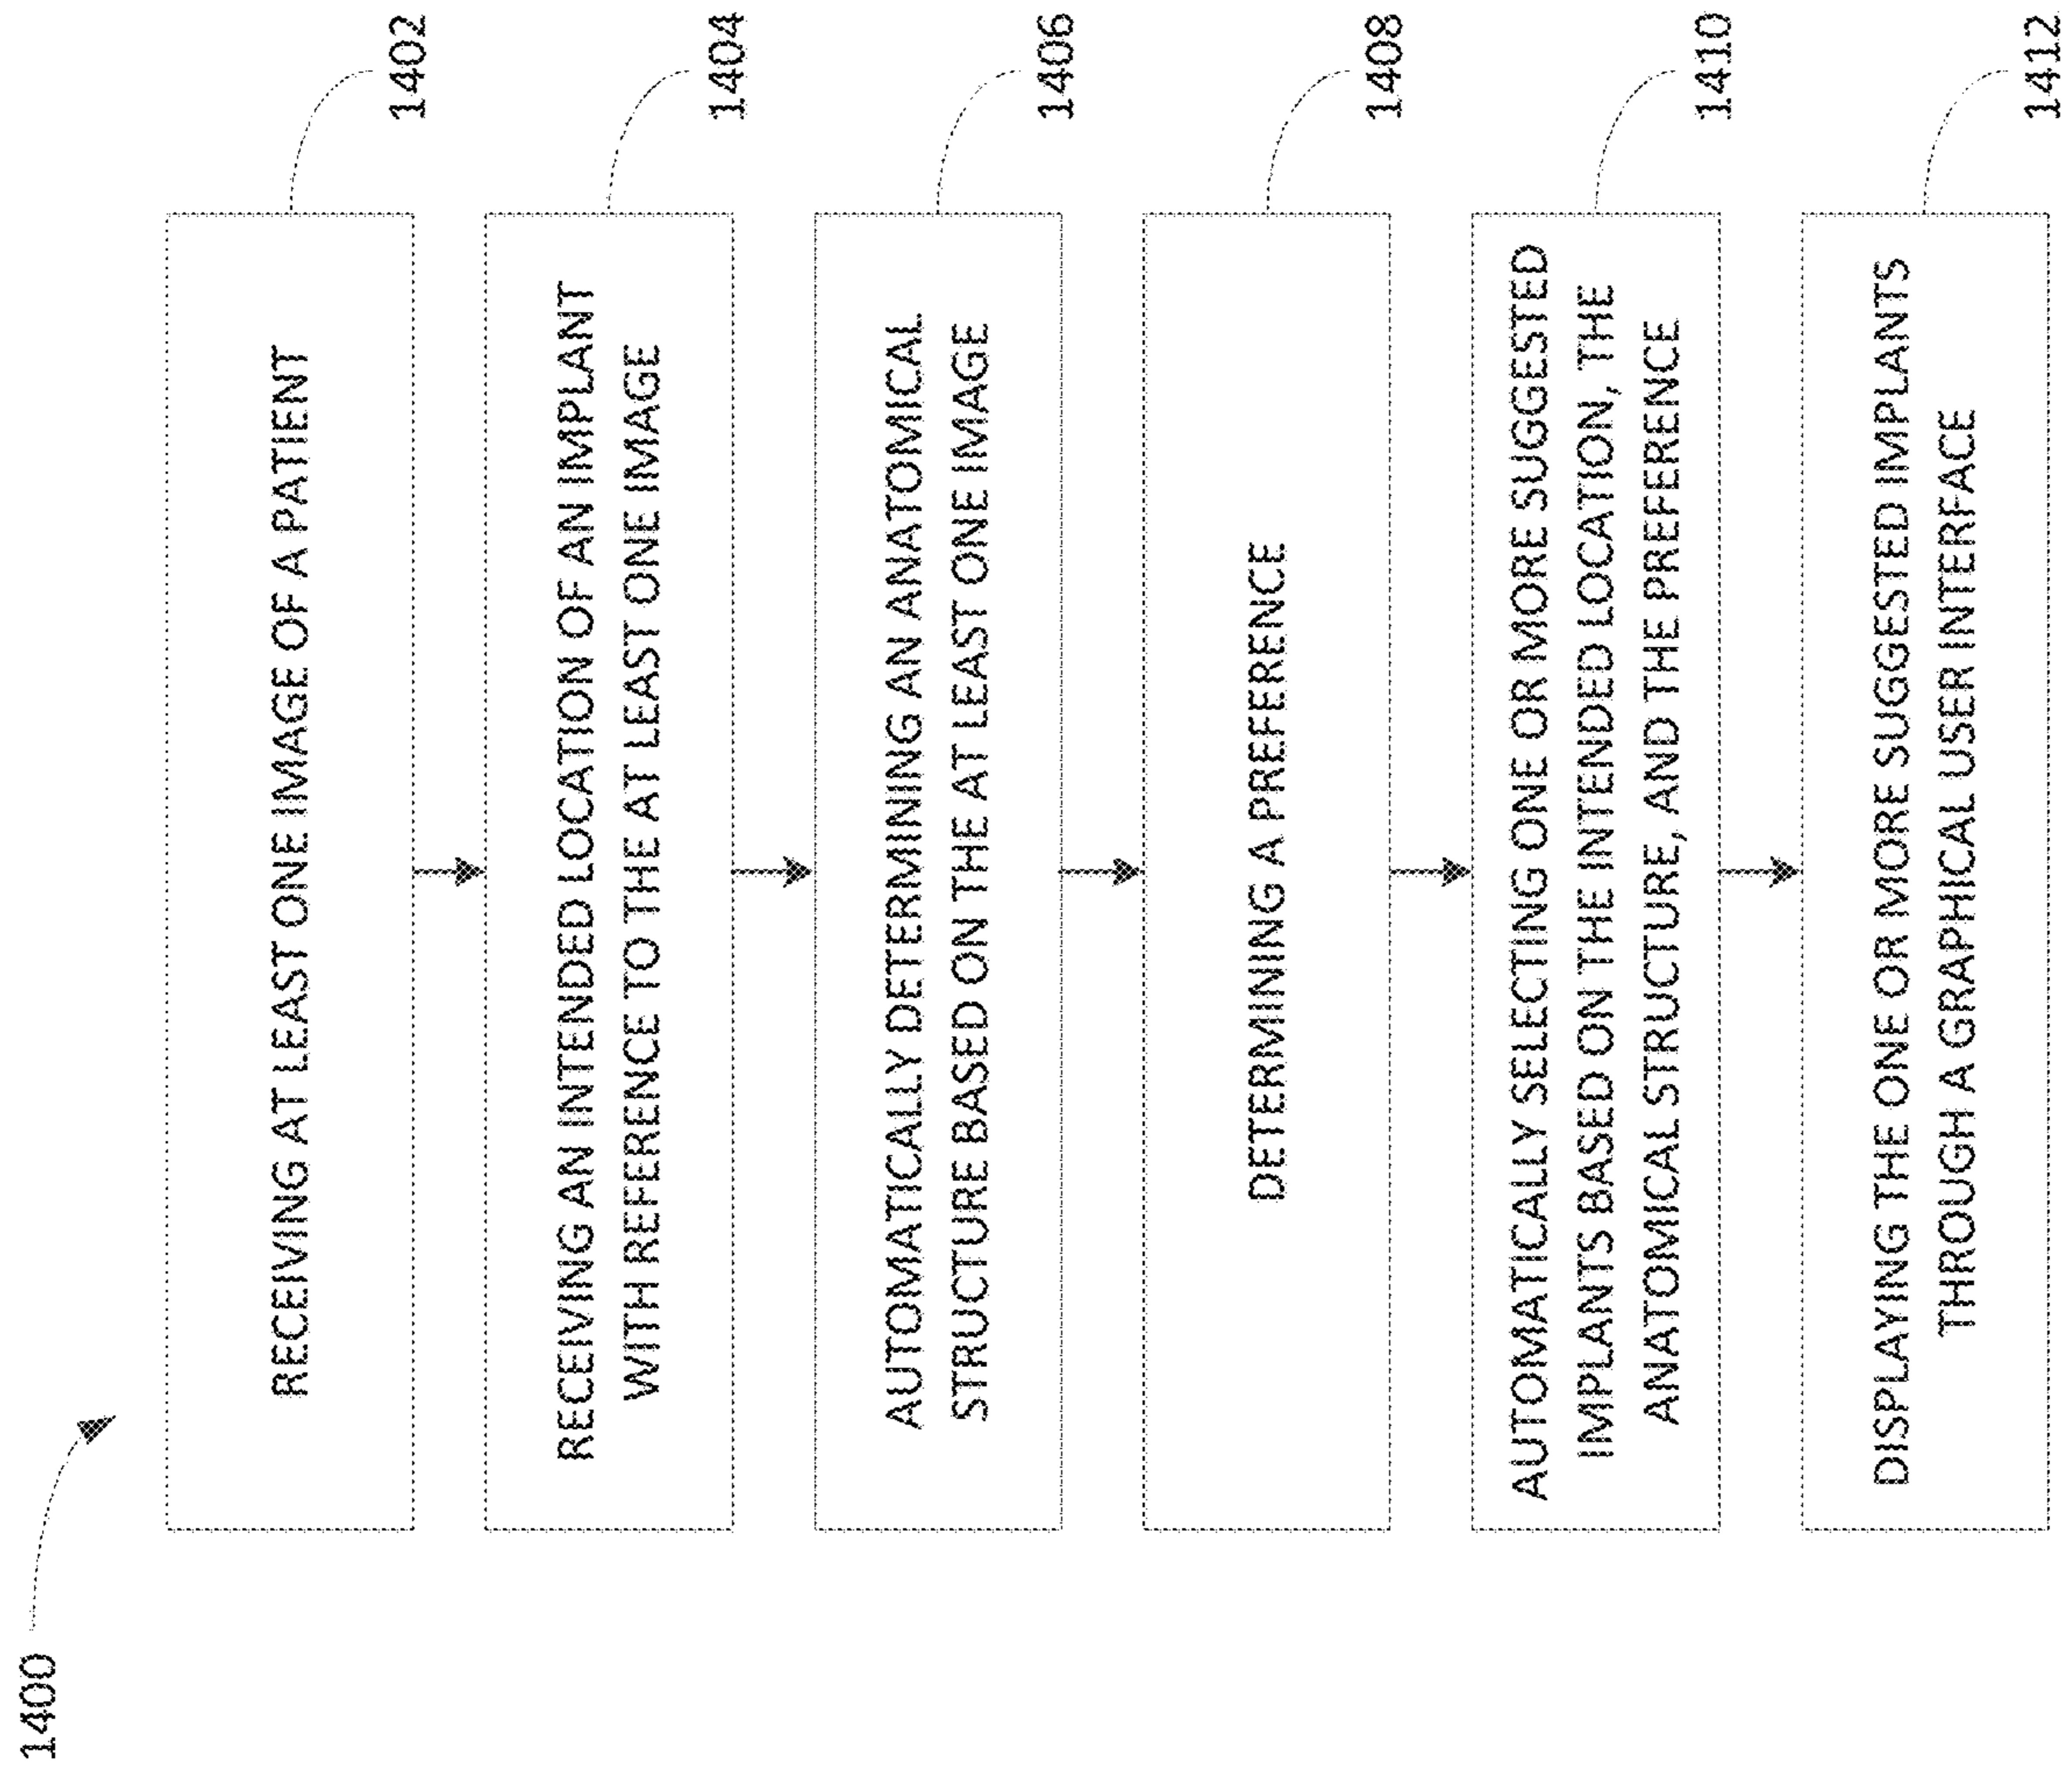 1400
RECEIVING AT LEAST ONE IMAGE OF A PATIENT
1402
RECEIVING AN INTENDED LOCATION OF AN IMPLANT
WITH REFERENCE TO THE AT LEAST ONE IMAGE
1404
AUTOMATICALLY DETERMINING AN ANATOMICAL
STRUCTURE BASED ON THE AT LEAST ONE IMAGE
1406
DETERMINING A PREFERENCE
1408
AUTOMATICALLY SELECTING ONE OR MORE SUGGESTED
IMPLANTS BASED ON THE INTENDED LOCATION, THE
ANATOMICAL STRUCTURE, AND THE PREFERENCE
1410
DISPLAYING THE ONE OR MORE SUGGESTED IMPLANTS
THROUGH A GRAPHICAL USER INTERFACE
1412